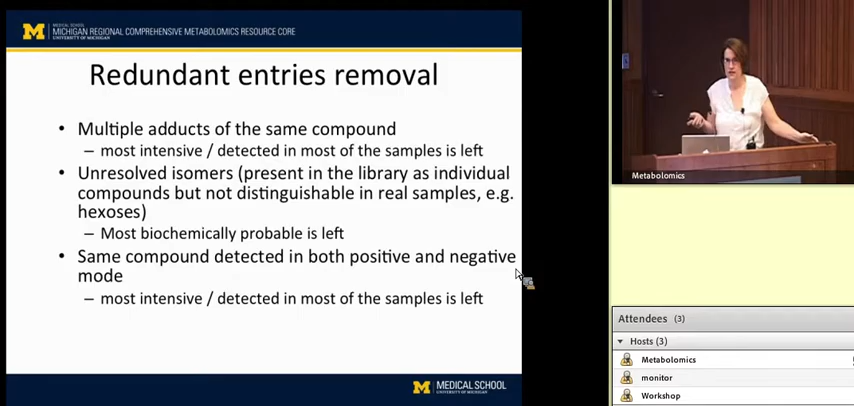 M
MEDICAL SCHOOL
MICHIGAN REGIONAL COMPREHENSIVE METABOLOMICS RESOURCE CORE
UNIVERSITY OF MICHIGAN
Redundant entries removal
• Multiple adducts of the same compound
– most intensive / detected in most of the samples is left
• Unresolved isomers (present in the library as individual
compounds but not distinguishable in real samples, e.g.
hexoses)
– Most biochemically probable is left
• Same compound detected in both positive and negative
mode
– most intensive / detected in most of the samples is left
M MEDICAL SCHOOL
UNIVERSITY OF MICHIGAN
Metabolomics
Attendees (3)
Hosts (3)
Metabolomics
monitor
Workshop